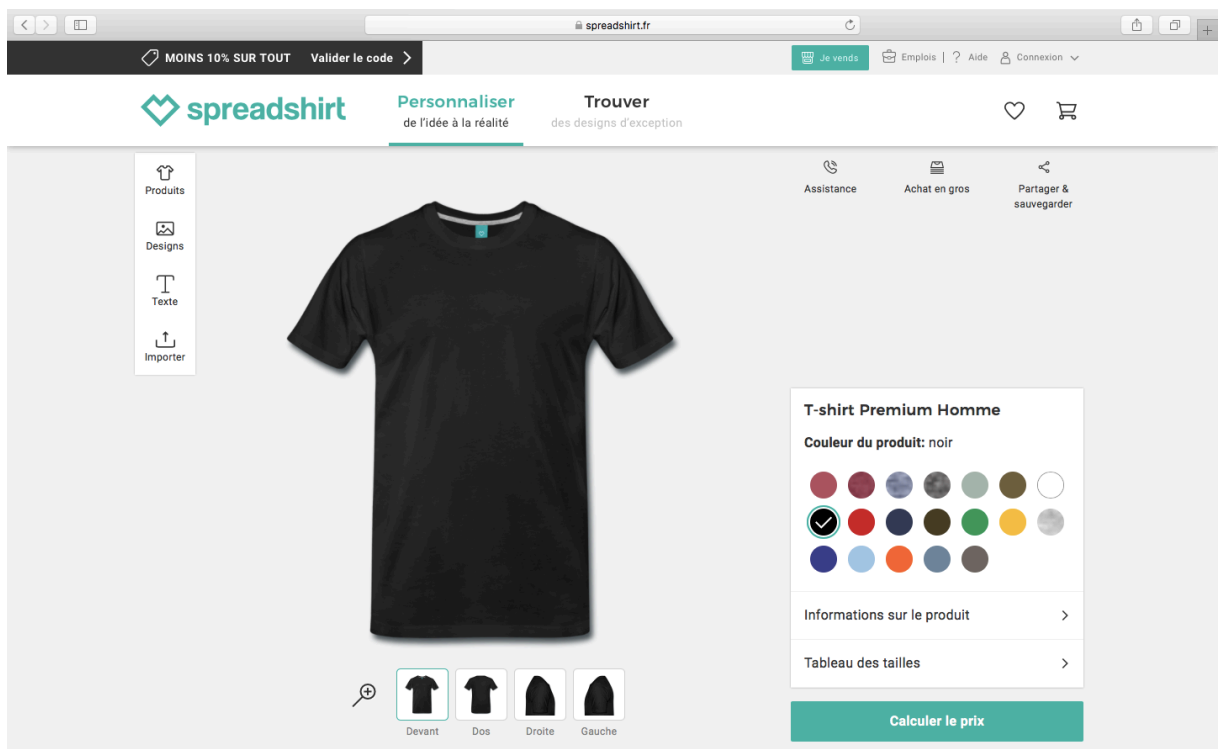 spreadshirt.fr
MOINS 10% SUR TOUT Valider le code
Je vends Emplois | ? Aide Connexion
spreadshirt
Personnaliser
de l'idée à la réalité
Trouver
des designs d'exception
Produits
Designs
Texte
Importer
Assistance
Achat en gros
Partager &
sauvegarder
T-shirt Premium Homme
Couleur du produit: noir
Informations sur le produit
Tableau des tailles
Devant Dos Droite Gauche
Calculer le prix